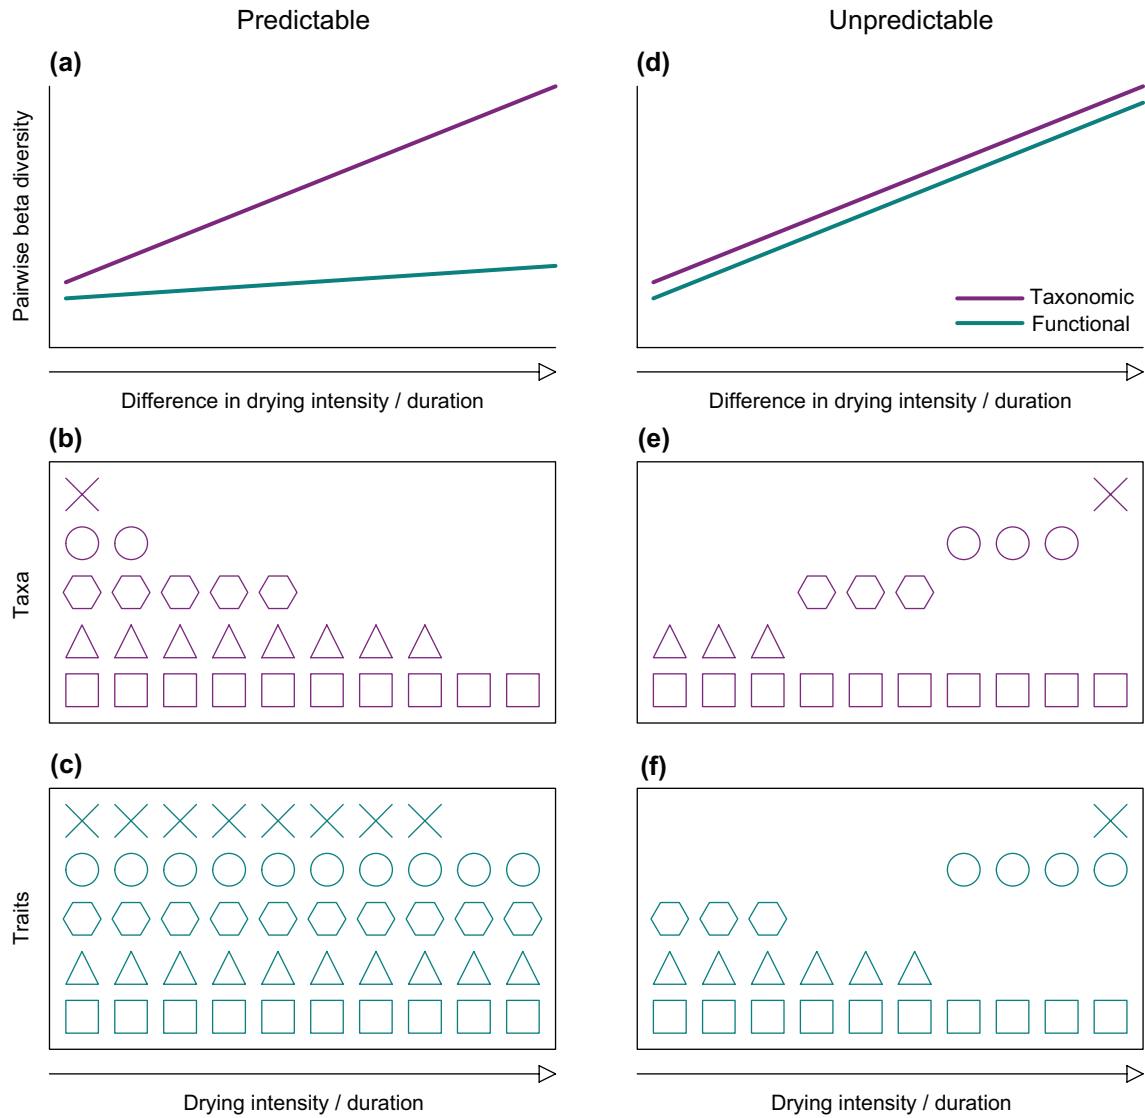 Predictable
Unpredictable
(a)
(d)
Pairwise beta diversity
Taxonomic
Functional
Difference in drying intensity / duration
Difference in drying intensity / duration
(b)
(e)
Taxa
(c)
(f)
Traits
Drying intensity / duration
Drying intensity / duration